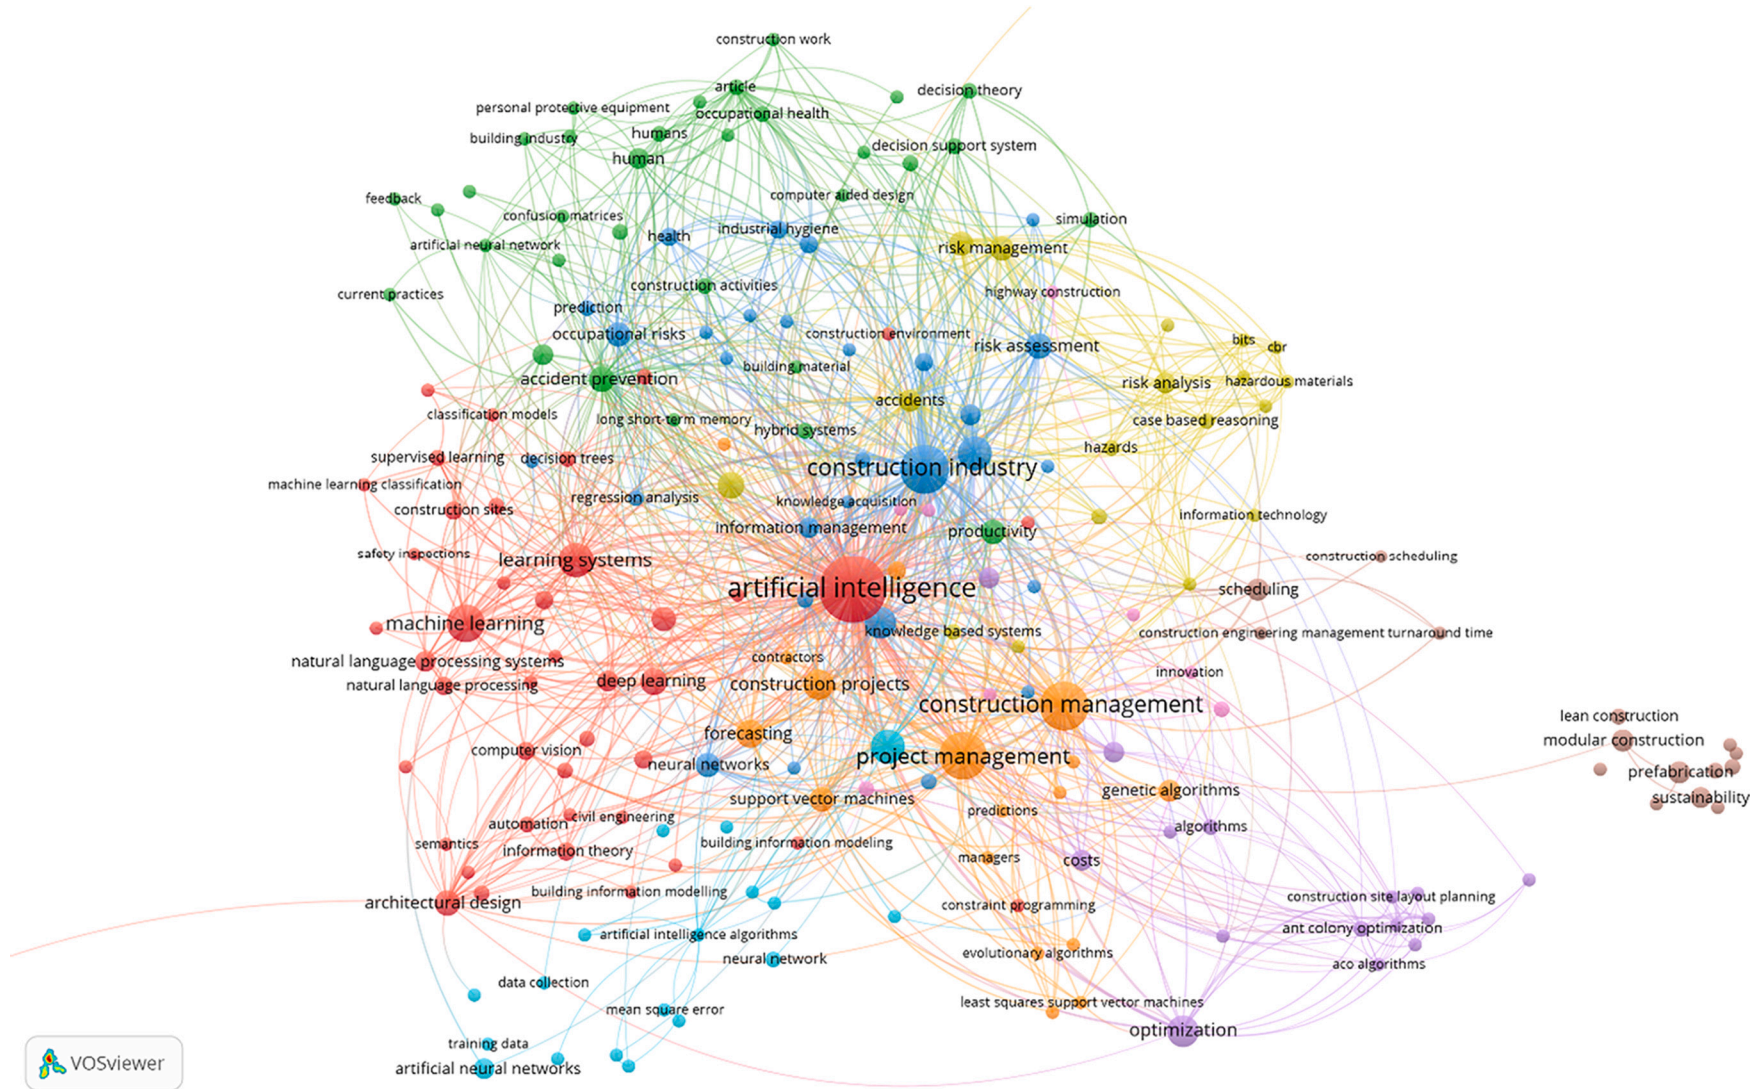 construction work
article
decision theory
personal protective equipment
occupational health
humans
building industry
decision support system
human
computer aided design
feedback
confusion matrices
simulation
industrial hygiene
health
artificial neural network
risk management
construction activities
highway construction
current practices
prediction
occupational risks
construction environment
risk assessment
bits
cbr
building material
accident prevention
risk analysis
hazardous materials
accidents
classification models
long short-term memory
case based reasoning
hybrid systems
hazards
supervised learning
decision trees
construction industry
machine learning classification
regression analysis
knowledge acquisition
construction sites
information technology
information management
productivity
safety inspections
learning systems
construction scheduling
artificial intelligence
scheduling
machine learning
knowledge based systems
construction engineering management turnaround time
contractors
natural language processing systems
innovation
deep learning
construction projects
natural language processing
construction management
lean construction
forecasting
modular construction
computer vision
project management
neural networks
prefabrication
genetic algorithms
support vector machines
sustainability
predictions
civil engineering
automation
algorithms
semantics
building information modeling
information theory
managers
costs
building information modelling
construction site layout planning
architectural design
constraint programming
ant colony optimization
artificial intelligence algorithms
evolutionary algorithms
neural network
aco algorithms
data collection
least squares support vector machines
mean square error
optimization
training data
VOSviewer
artificial neural networks